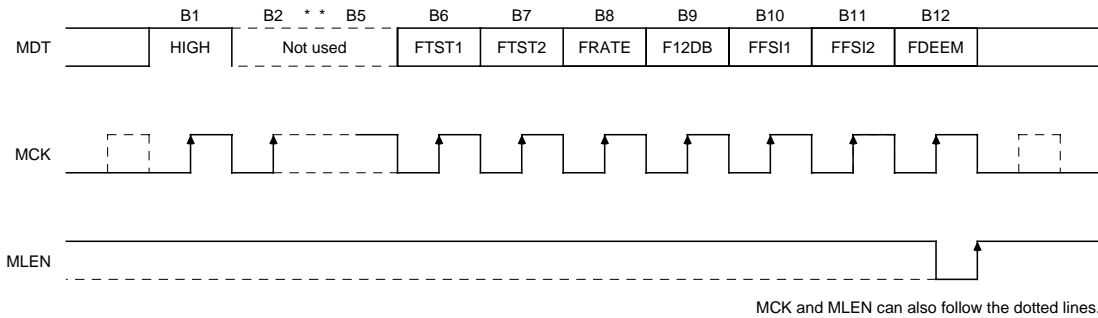 B1 B2 * * B5 B6 B7 B8 B9 B10 B11 B12
MDT HIGH Not used FTST1 FTST2 FRATE F12DB FFSI1 FFSI2 FDEEM
MCK
MLEN
MCK and MLEN can also follow the dotted lines.